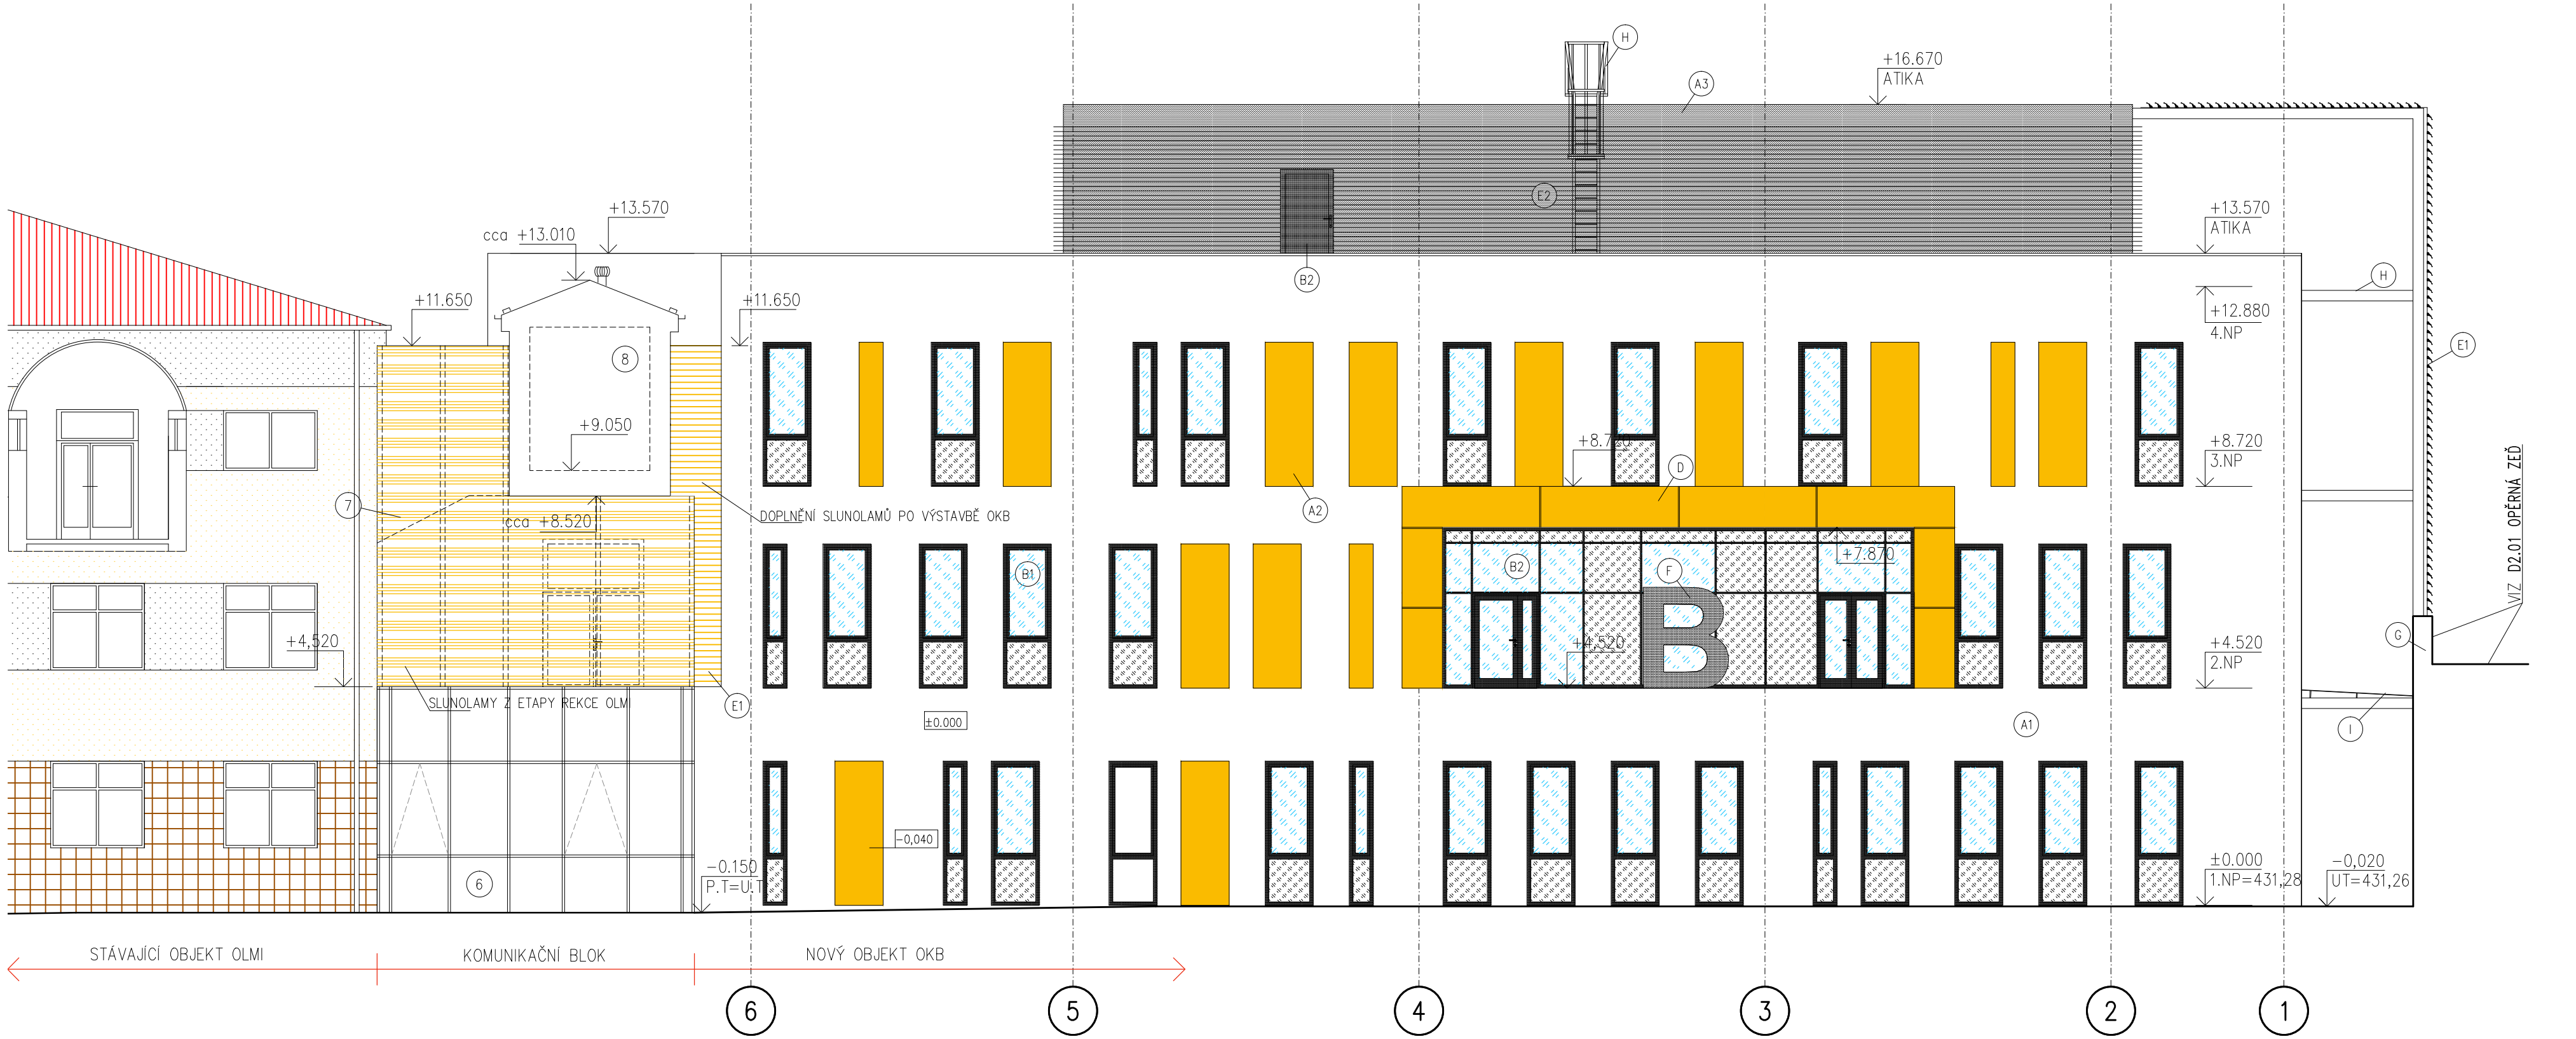 H
+16.670
ATIKA
A3
E2
+13.570
cca +13.010
+13.570
ATIKA
B2
H
+11.650
+11.650
+12.880
4.NP
8
E1
+9.050
+8.720
+8.720
3.NP
D
7
A2
cca +8.520
DOPLNĚNÍ SLUNOLAMŮ PO VÝSTAVBĚ OKB
VIZ D2.01 OPĚRNÁ ZEĎ
+7.870
B1
B2
F
B
+4,520
+4,520
+4.520
2.NP
G
SLUNOLAMY Z ETAPY REKCE OLMI
E1
±0.000
A1
I
-0,040
-0.150
P.T=U.T
±0.000
1.NP=431,28
-0,020
UT=431,26
6
STÁVAJÍCÍ OBJEKT OLMI
KOMUNIKAČNÍ BLOK
NOVÝ OBJEKT OKB
6
5
4
3
2
1